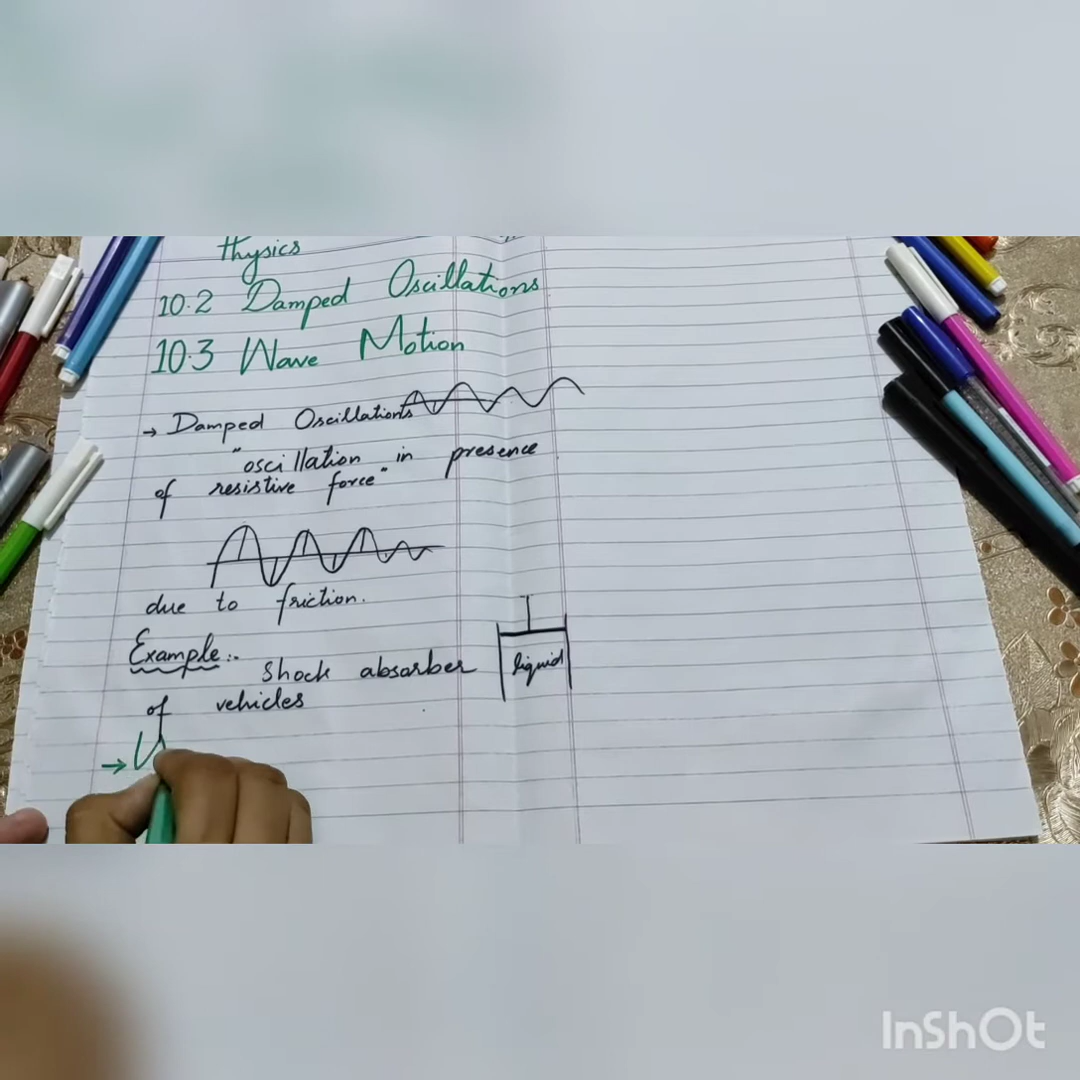 Physics
10.2 Damped Oscillations
10.3 Wave Motion
→ Damped Oscillations
"oscillation in presence
of resistive force"
due to friction.
Example:-
shock absorber
of vehicles
liquid
→
InShOt